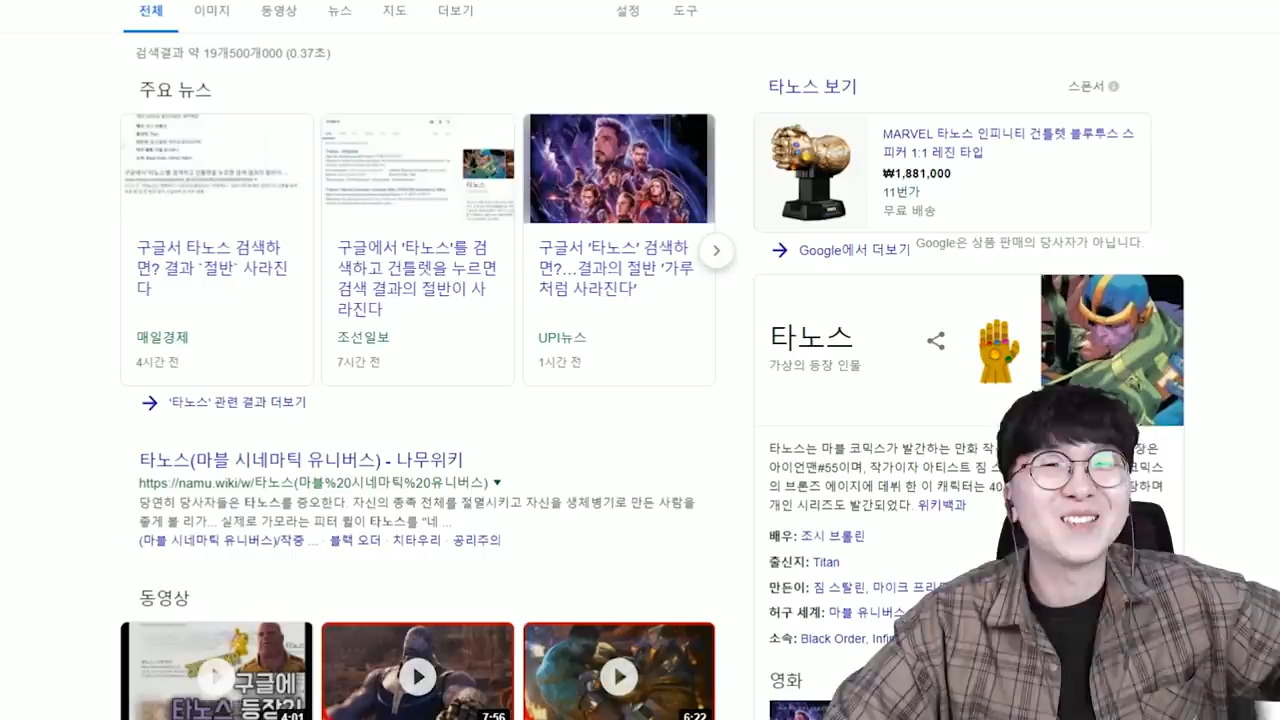 전체
이미지
동영상
뉴스
지도
더보기
설정
도구
검색결과 약 19개500개000 (0.37초)
주요 뉴스
구글서 타노스 검색하
면? 결과 `절반` 사라진
다
매일경제
4시간 전
구글에서 '타노스'를 검
색하고 건틀렛을 누르면
검색 결과의 절반이 사
라진다
조선일보
7시간 전
구글서 '타노스' 검색하
면?…결과의 절반 '가루
처럼 사라진다'
UPI뉴스
1시간 전
'타노스' 관련 결과 더보기
타노스(마블 시네마틱 유니버스) - 나무위키
https://namu.wiki/w/타노스(마블%20시네마틱%20유니버스)
당연히 당사자들은 타노스를 증오한다. 자신의 종족 전체를 절멸시키고 자신을 생체병기로 만든 사람을
좋게 볼 리가... 실제로 가모라는 피터 퀼이 타노스를 "네 ...
(마블 시네마틱 유니버스)/작중 ... · 블랙 오더 · 치타우리 · 공리주의
동영상
구글에
타노스 등장기
4:01
7:56
6:22
타노스 보기
스폰서
MARVEL 타노스 인피니티 건틀렛 블루투스 스
피커 1:1 레진 타입
₩1,881,000
11번가
무료 배송
Google에서 더보기
Google은 상품 판매의 당사자가 아닙니다.
타노스
가상의 등장 인물
타노스는 마블 코믹스가 발간하는 만화 작 장은
아이언맨#55이며, 작가이자 아티스트 짐 스 코믹스
의 브론즈 에이지에 데뷔 한 이 캐릭터는 40 장하며
개인 시리즈도 발간되었다. 위키백과
배우: 조시 브롤린
출신지: Titan
만든이: 짐 스탈린, 마이크 프리
허구 세계: 마블 유니버스
소속: Black Order, Infin
영화